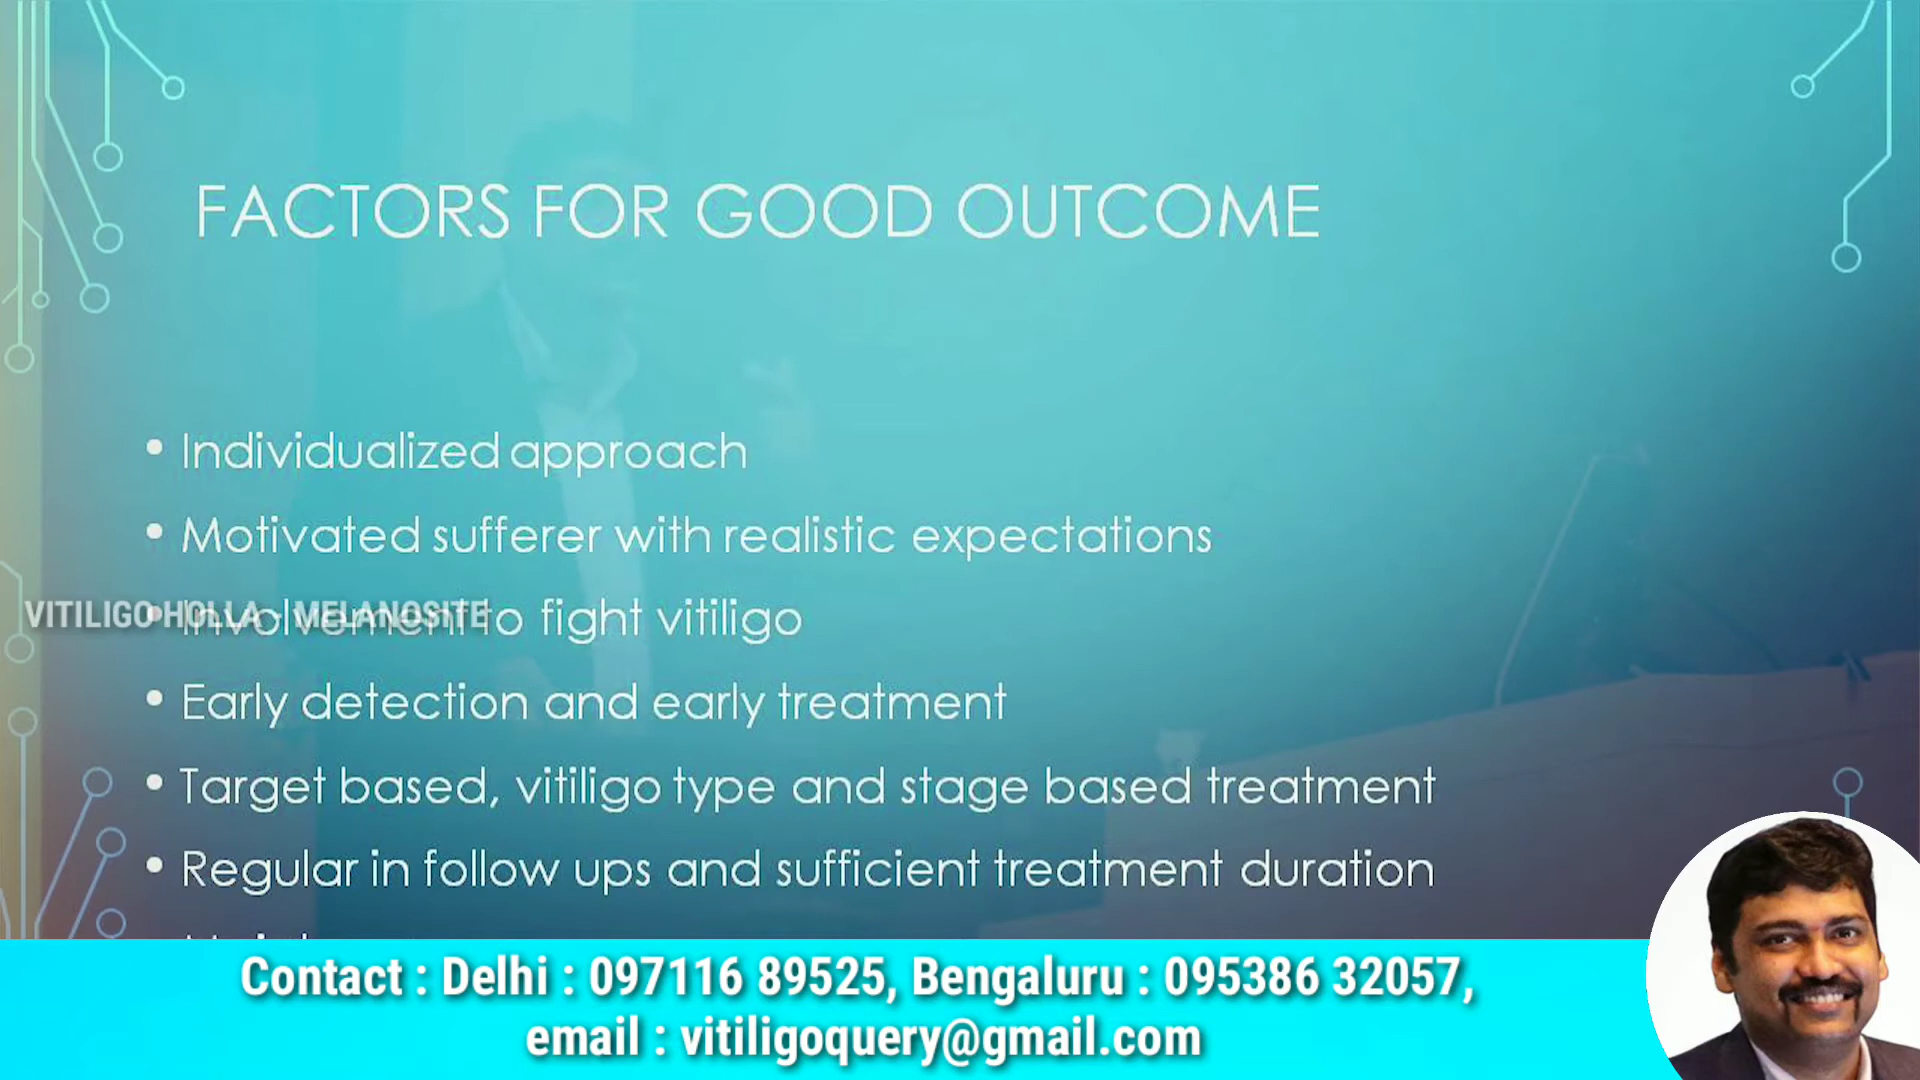 FACTORS FOR GOOD OUTCOME
• Individualized approach
• Motivated sufferer with realistic expectations
VITILIGO HOLLA - MELANOSITE
• Involvement to fight vitiligo
• Early detection and early treatment
• Target based, vitiligo type and stage based treatment
• Regular in follow ups and sufficient treatment duration
Contact : Delhi : 097116 89525, Bengaluru : 095386 32057,
email : vitiligoquery@gmail.com